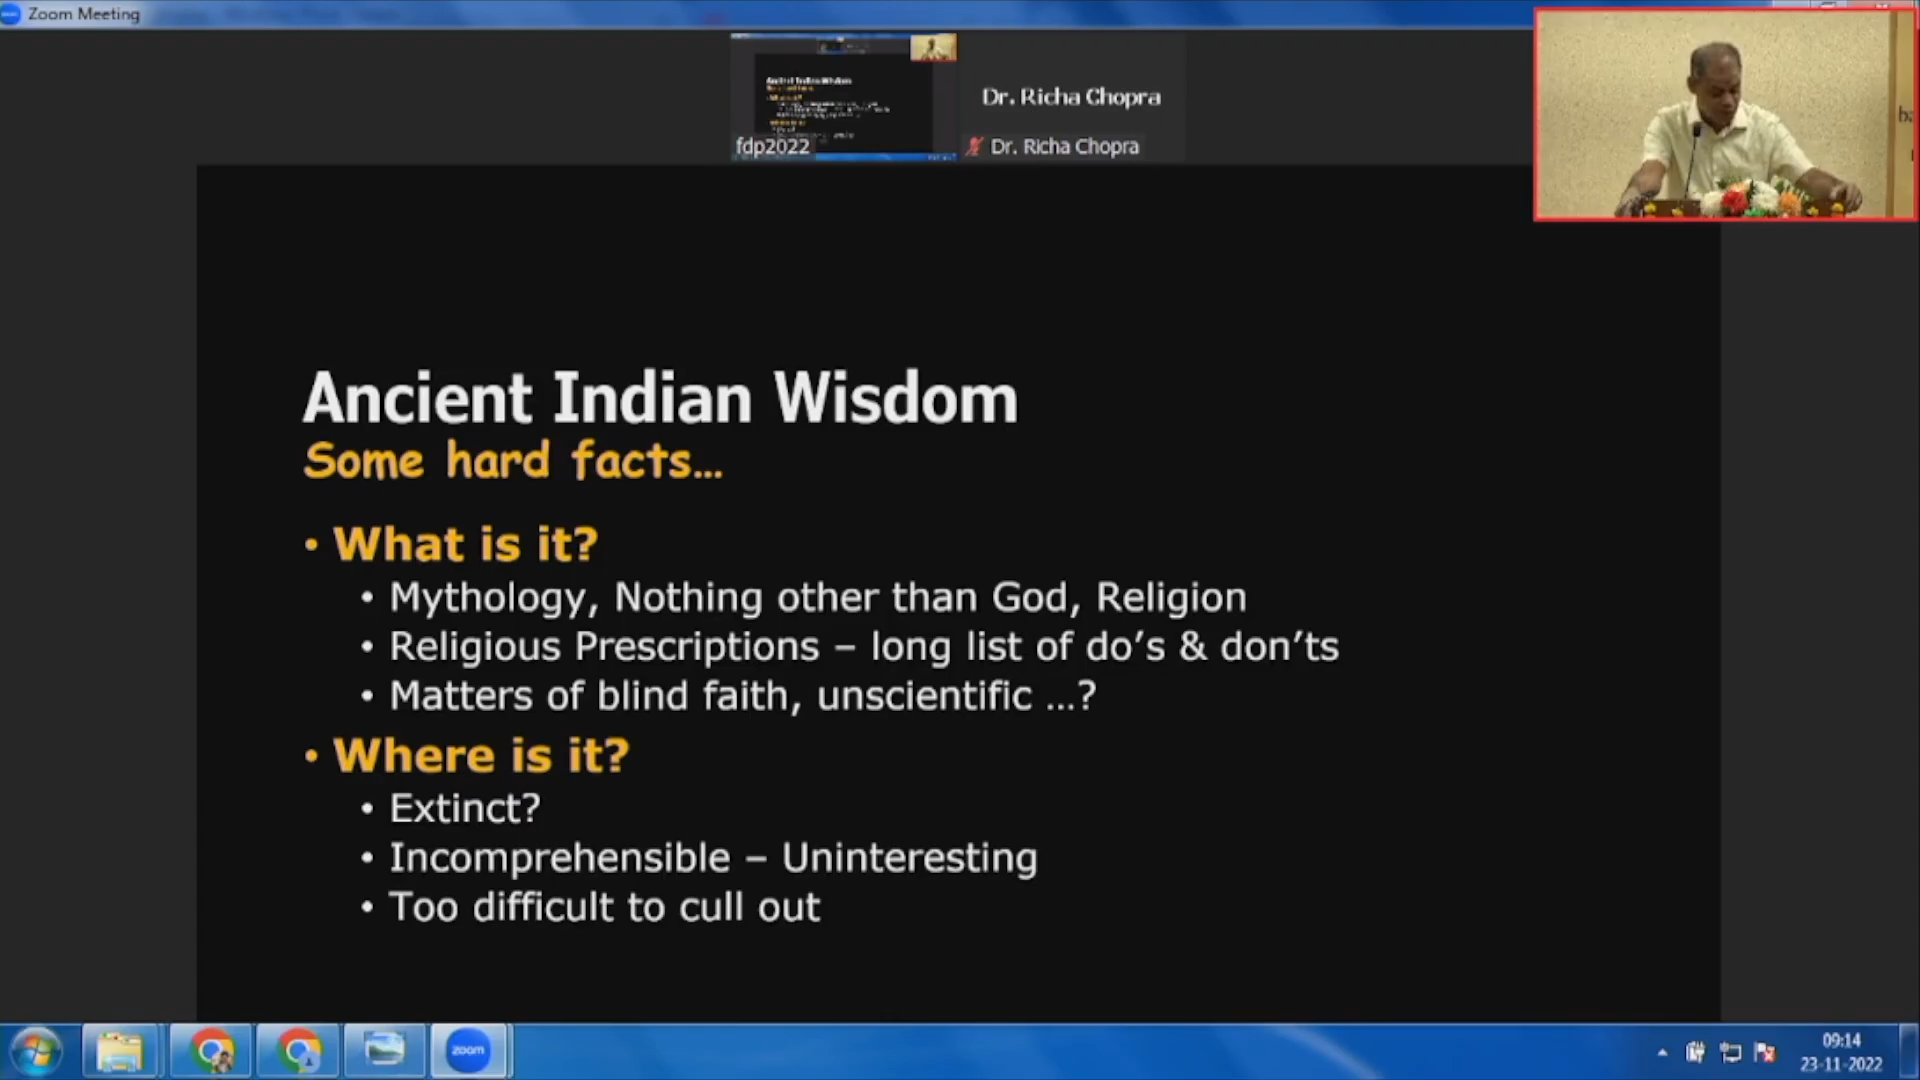 Zoom Meeting
fdp2022
Dr. Richa Chopra
Dr. Richa Chopra
Ancient Indian Wisdom
Some hard facts...
• What is it?
• Mythology, Nothing other than God, Religion
• Religious Prescriptions – long list of do's & don'ts
• Matters of blind faith, unscientific ...?
• Where is it?
• Extinct?
• Incomprehensible – Uninteresting
• Too difficult to cull out
zoom
09:14
23-11-2022